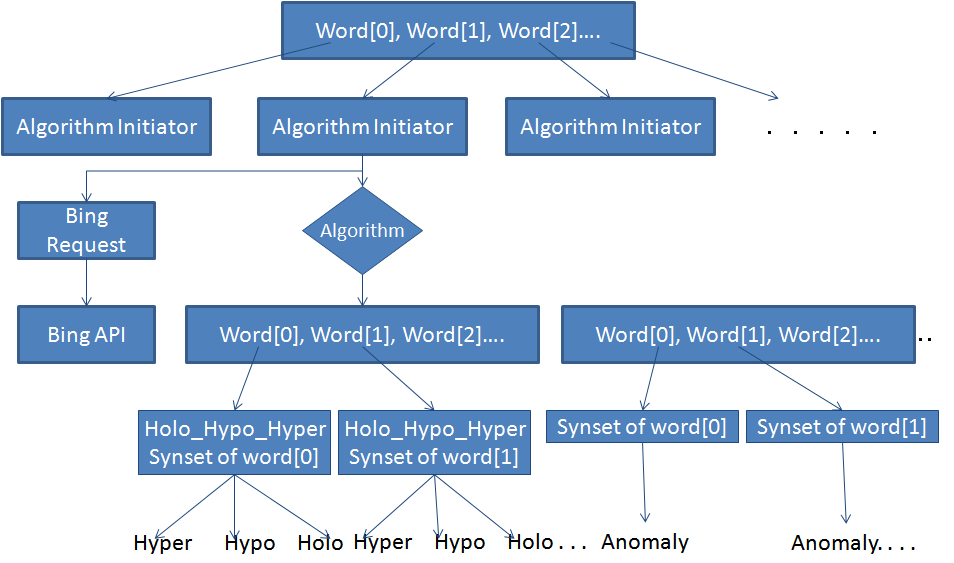 Word[0], Word[1], Word[2]....
Algorithm Initiator
Algorithm Initiator
Algorithm Initiator
. . . . .
Bing
Request
Algorithm
Bing API
Word[0], Word[1], Word[2]....
Word[0], Word[1], Word[2]....
..
Holo_Hypo_Hyper
Synset of word[0]
Holo_Hypo_Hyper
Synset of word[1]
Synset of word[0]
Synset of word[1]
Hyper
Hypo
Holo
Hyper
Hypo
Holo . . .
Anomaly
Anomaly. . . .